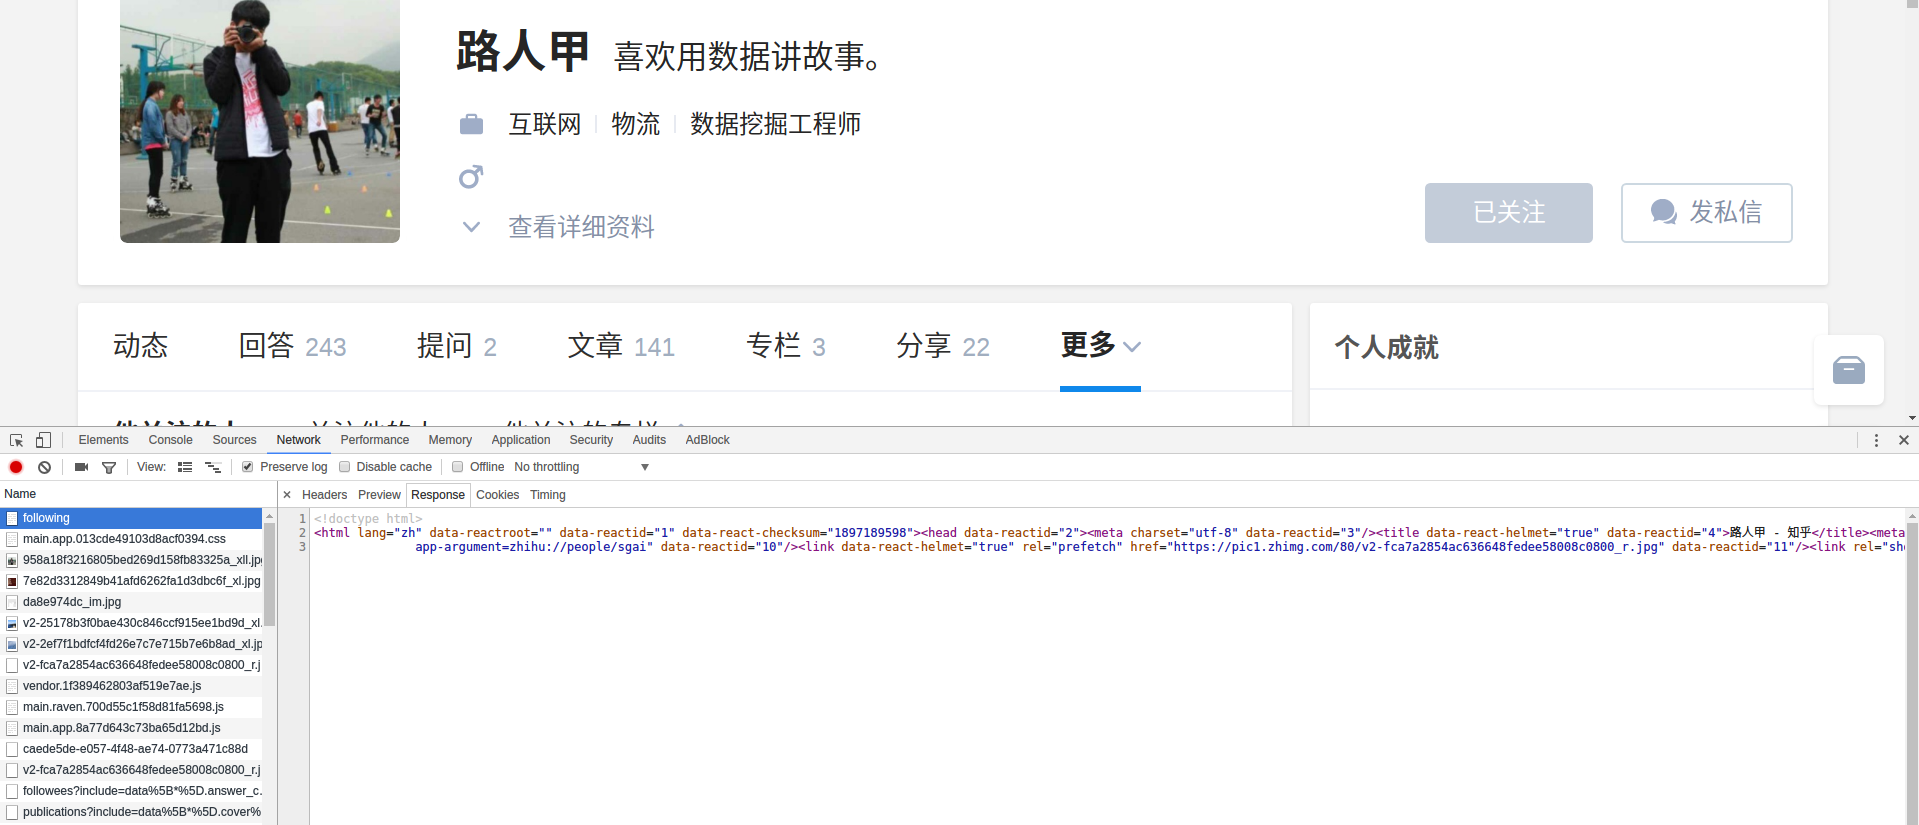 路人甲 喜欢用数据讲故事。
互联网 物流 数据挖掘工程师
查看详细资料
已关注 发私信
动态 回答 243 提问 2 文章 141 专栏 3 分享 22 更多
个人成就
Elements Console Sources Network Performance Memory Application Security Audits AdBlock
View: Preserve log Disable cache Offline No throttling
Name
× Headers Preview Response Cookies Timing
following
main.app.013cde49103d8acf0394.css
958a18f3216805bed269d158fb83325a_xll.jpg
7e82d3312849b41afd6262fa1d3dbc6f_xl.jpg
da8e974dc_im.jpg
v2-25178b3f0bae430c846ccf915ee1bd9d_xl.
v2-2ef7f1bdfcf4fd26e7c7e715b7e6b8ad_xl.jp
v2-fca7a2854ac636648fedee58008c0800_r.j
vendor.1f389462803af519e7ae.js
main.raven.700d55c1f58d81fa5698.js
main.app.8a77d643c73ba65d12bd.js
caede5de-e057-4f48-ae74-0773a471c88d
v2-fca7a2854ac636648fedee58008c0800_r.j
followees?include=data%5B*%5D.answer_c.
publications?include=data%5B*%5D.cover%
1 <!doctype html>
2 <html lang="zh" data-reactroot="" data-reactid="1" data-react-checksum="1897189598"><head data-reactid="2"><meta charset="utf-8" data-reactid="3"/><title data-react-helmet="true" data-reactid="4">路人甲 - 知乎</title><meta
3 app-argument=zhihu://people/sgai" data-reactid="10"/><link data-react-helmet="true" rel="prefetch" href="https://pic1.zhimg.com/80/v2-fca7a2854ac636648fedee58008c0800_r.jpg" data-reactid="11"/><link rel="sh